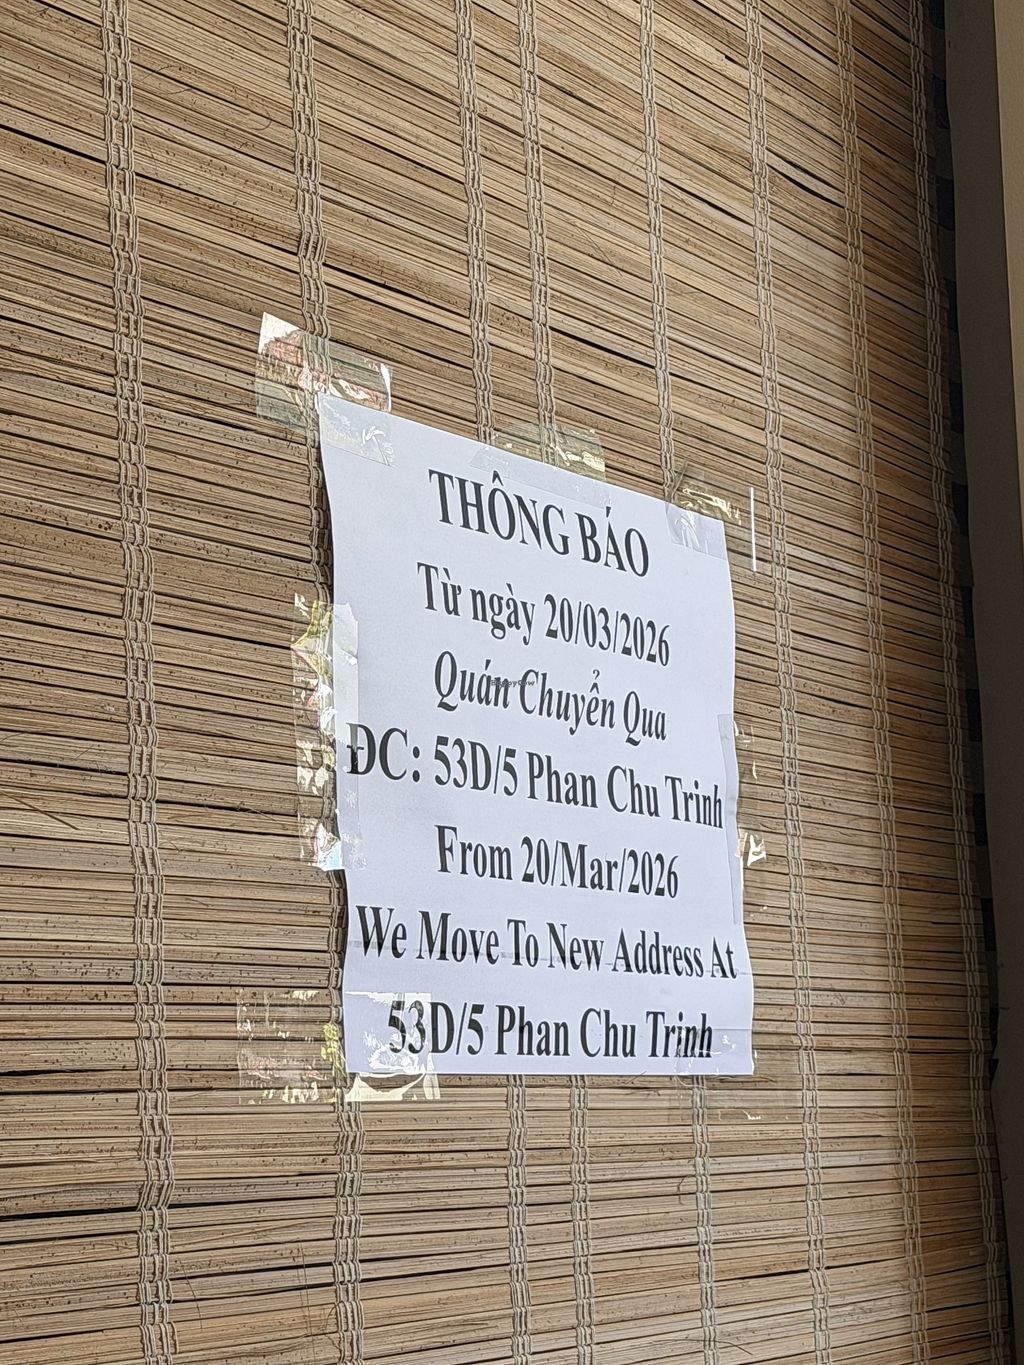 THÔNG BÁO
Từ ngày 20/03/2026
Quán Chuyển Qua
ĐC: 53D/5 Phan Chu Trinh
From 20/Mar/2026
We Move To New Address At
53D/5 Phan Chu Trinh
HappyCow